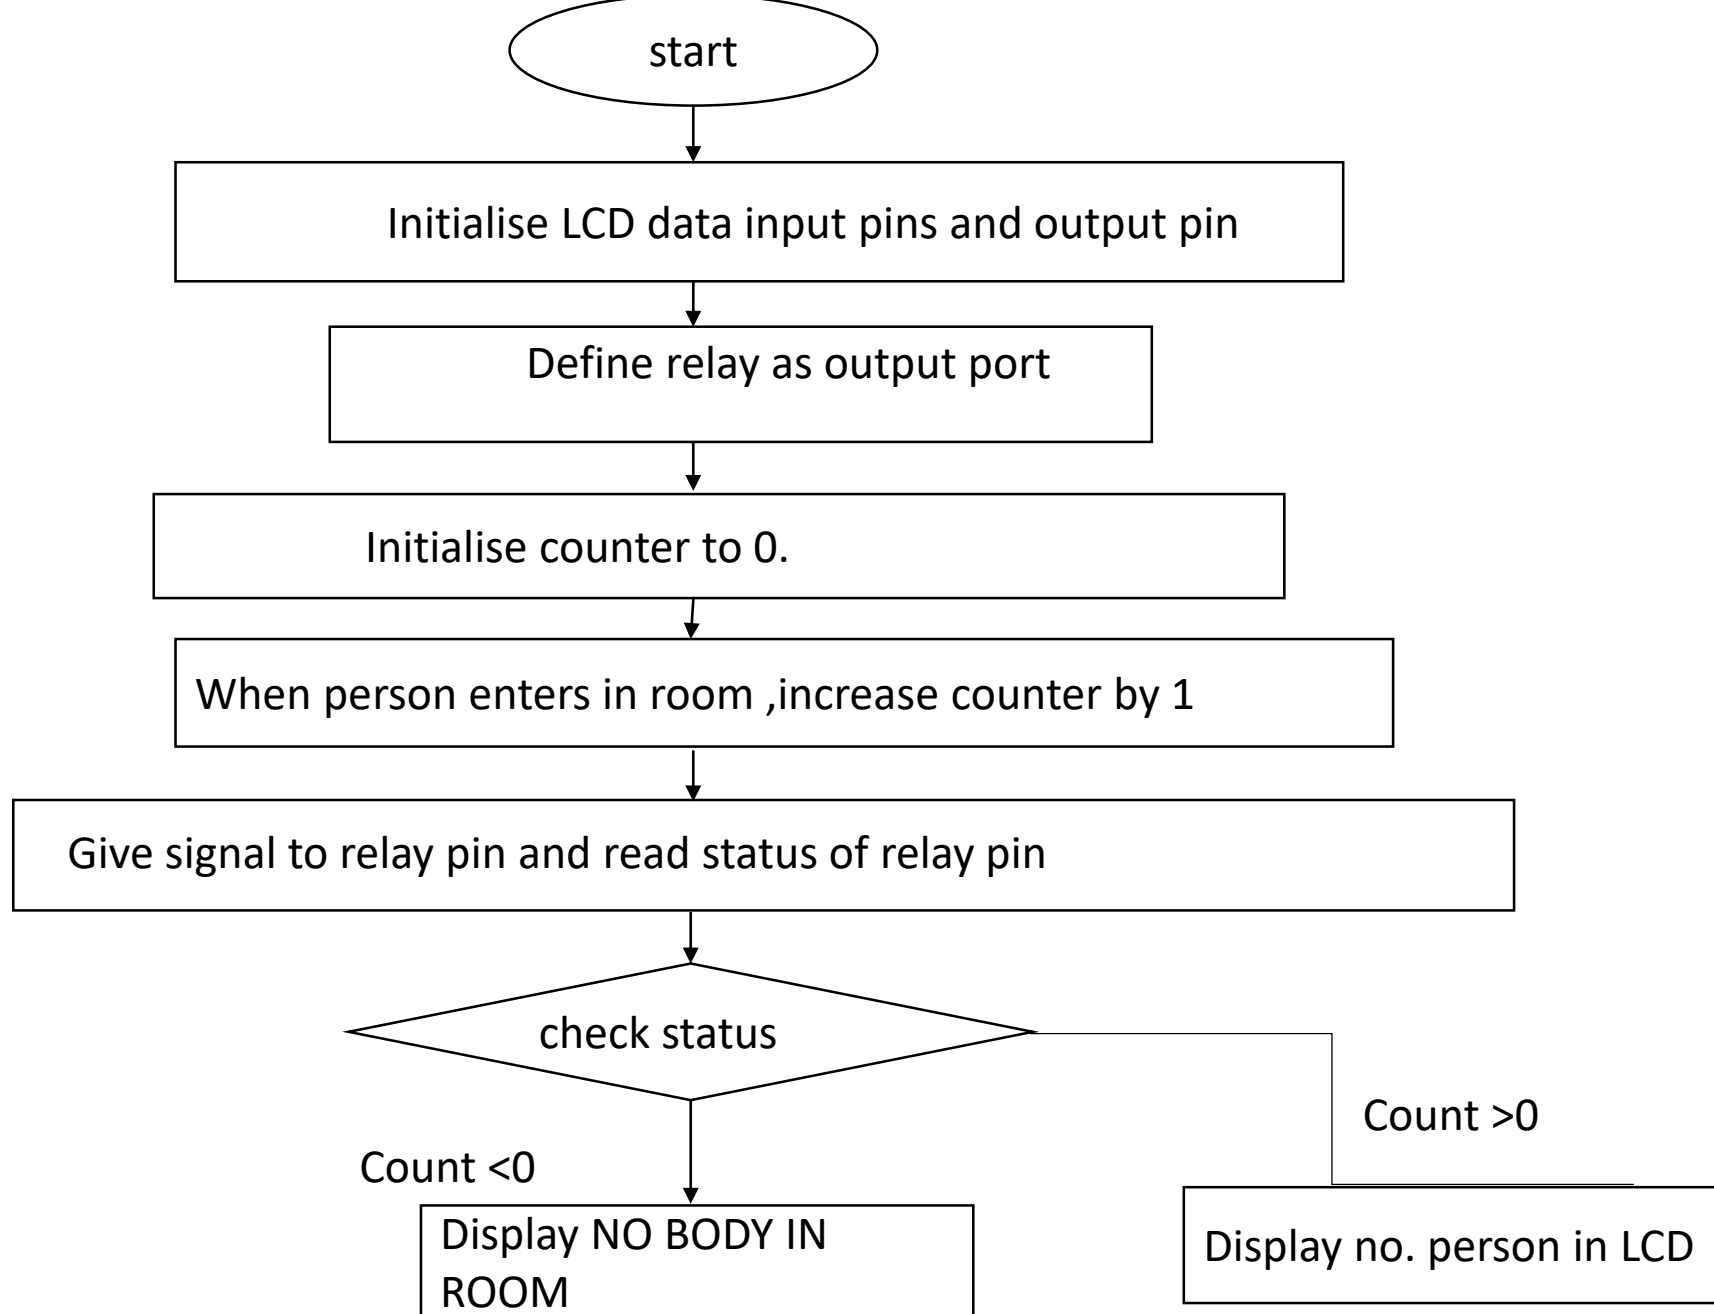 start
Initialise LCD data input pins and output pin
Define relay as output port
Initialise counter to 0.
When person enters in room ,increase counter by 1
Give signal to relay pin and read status of relay pin
check status
Count >0
Count <0
Display NO BODY IN
ROOM
Display no. person in LCD